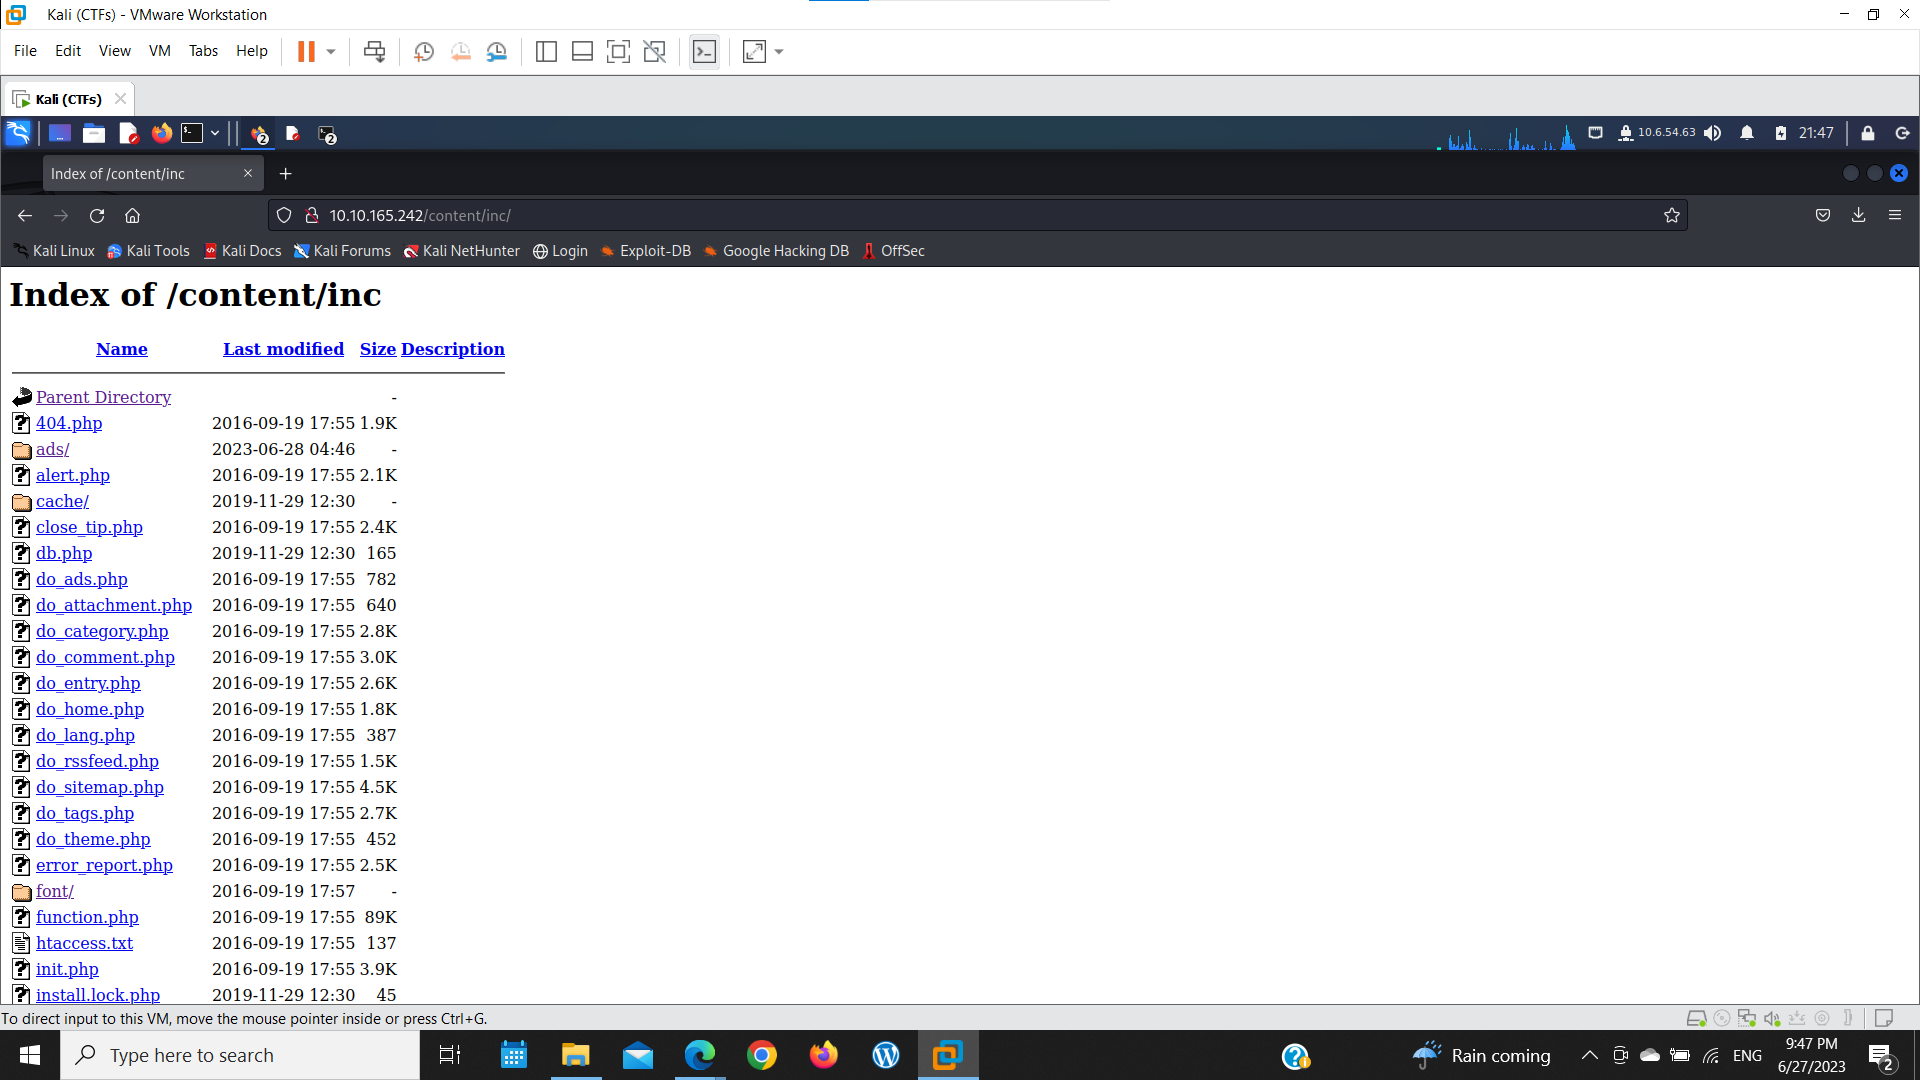 Kali (CTFs) - VMware Workstation
File Edit View VM Tabs Help
Kali (CTFs)
2 2 10.6.54.63 21:47
Index of /content/inc
10.10.165.242/content/inc/
Kali Linux Kali Tools Kali Docs Kali Forums Kali NetHunter Login Exploit-DB Google Hacking DB OffSec
Index of /content/inc
Name Last modified Size Description
Parent Directory -
404.php 2016-09-19 17:55 1.9K
ads/ 2023-06-28 04:46 -
alert.php 2016-09-19 17:55 2.1K
cache/ 2019-11-29 12:30 -
close_tip.php 2016-09-19 17:55 2.4K
db.php 2019-11-29 12:30 165
do_ads.php 2016-09-19 17:55 782
do_attachment.php 2016-09-19 17:55 640
do_category.php 2016-09-19 17:55 2.8K
do_comment.php 2016-09-19 17:55 3.0K
do_entry.php 2016-09-19 17:55 2.6K
do_home.php 2016-09-19 17:55 1.8K
do_lang.php 2016-09-19 17:55 387
do_rssfeed.php 2016-09-19 17:55 1.5K
do_sitemap.php 2016-09-19 17:55 4.5K
do_tags.php 2016-09-19 17:55 2.7K
do_theme.php 2016-09-19 17:55 452
error_report.php 2016-09-19 17:55 2.5K
font/ 2016-09-19 17:57 -
function.php 2016-09-19 17:55 89K
htaccess.txt 2016-09-19 17:55 137
init.php 2016-09-19 17:55 3.9K
install.lock.php 2019-11-29 12:30 45
To direct input to this VM, move the mouse pointer inside or press Ctrl+G.
Type here to search Rain coming ENG 9:47 PM
6/27/2023 2